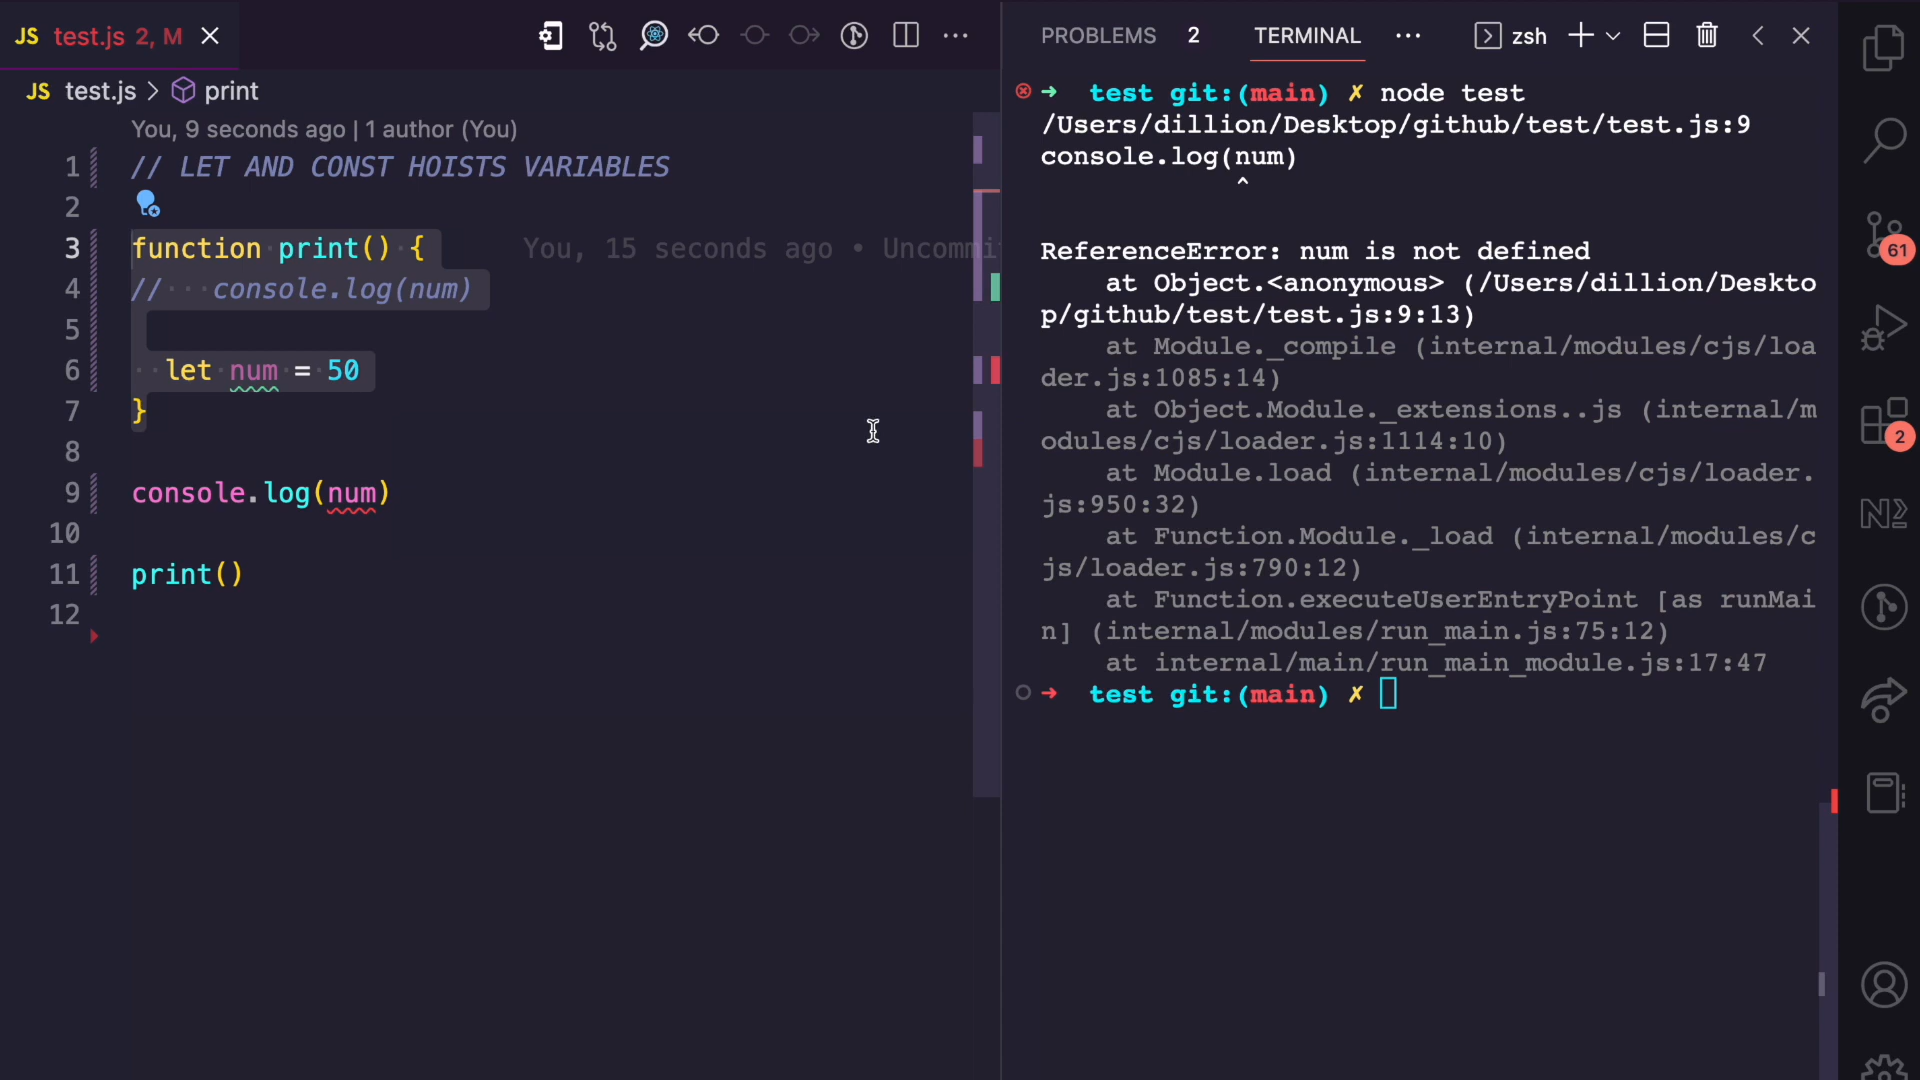 JS test.js 2, M
JS test.js > print
You, 9 seconds ago | 1 author (You)
1 // LET AND CONST HOISTS VARIABLES
2
3 function print() { You, 15 seconds ago • Uncommi
4 // console.log(num)
5
6 let num = 50
7 }
8
9 console.log(num)
10
11 print()
12
PROBLEMS 2 TERMINAL ··· zsh
→ test git:(main) ✗ node test
/Users/dillion/Desktop/github/test/test.js:9
console.log(num)
^
ReferenceError: num is not defined
at Object.<anonymous> (/Users/dillion/Deskto
p/github/test/test.js:9:13)
at Module._compile (internal/modules/cjs/loa
der.js:1085:14)
at Object.Module._extensions..js (internal/m
odules/cjs/loader.js:1114:10)
at Module.load (internal/modules/cjs/loader.
js:950:32)
at Function.Module._load (internal/modules/c
js/loader.js:790:12)
at Function.executeUserEntryPoint [as runMai
n] (internal/modules/run_main.js:75:12)
at internal/main/run_main_module.js:17:47
→ test git:(main) ✗
61
2